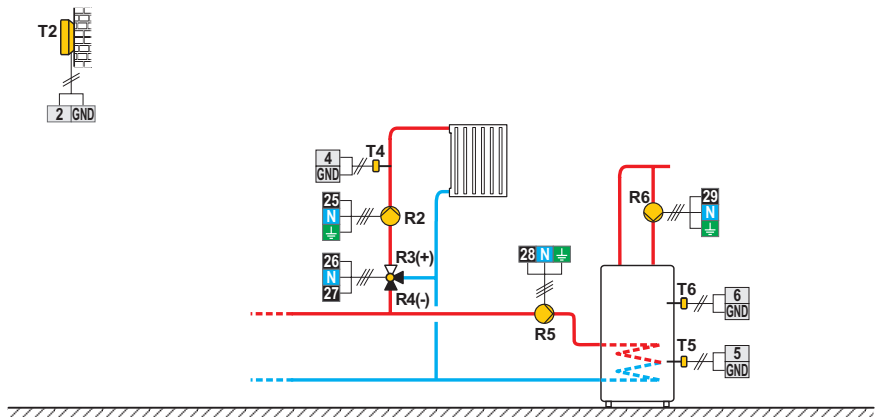 T2
2 GND
4
GND
T4
25
N
R2
26
N
27
R3(+)
R4(-)
28 N
R5
R6
29
N
T6
6
GND
T5
5
GND